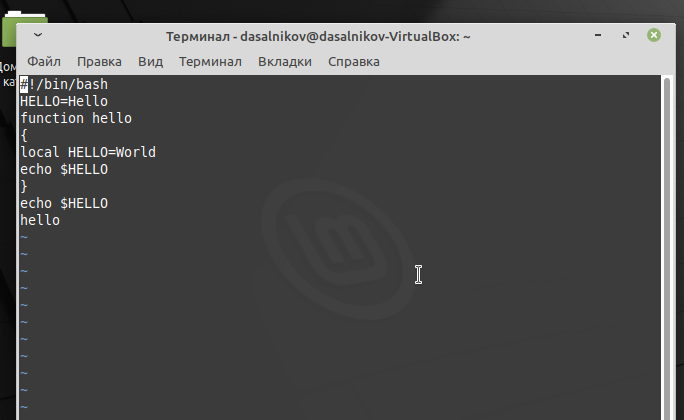 Терминал - dasalnikov@dasalnikov-VirtualBox: ~
Файл Правка Вид Терминал Вкладки Справка
#!/bin/bash
HELLO=Hello
function hello
{
local HELLO=World
echo $HELLO
}
echo $HELLO
hello
~
~
~
~
~
~
~
~
~
~
~